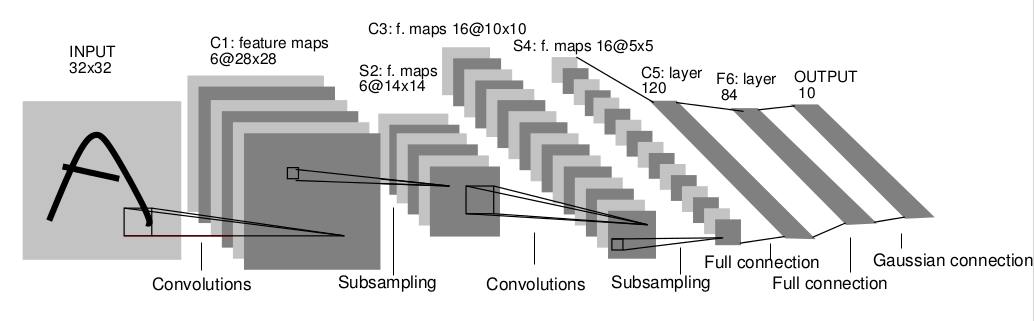 INPUT
32x32
C1: feature maps
6@28x28
S2: f. maps
6@14x14
C3: f. maps 16@10x10
S4: f. maps 16@5x5
C5: layer
120
F6: layer
84
OUTPUT
10
Convolutions
Subsampling
Convolutions
Subsampling
Full connection
Full connection
Gaussian connection